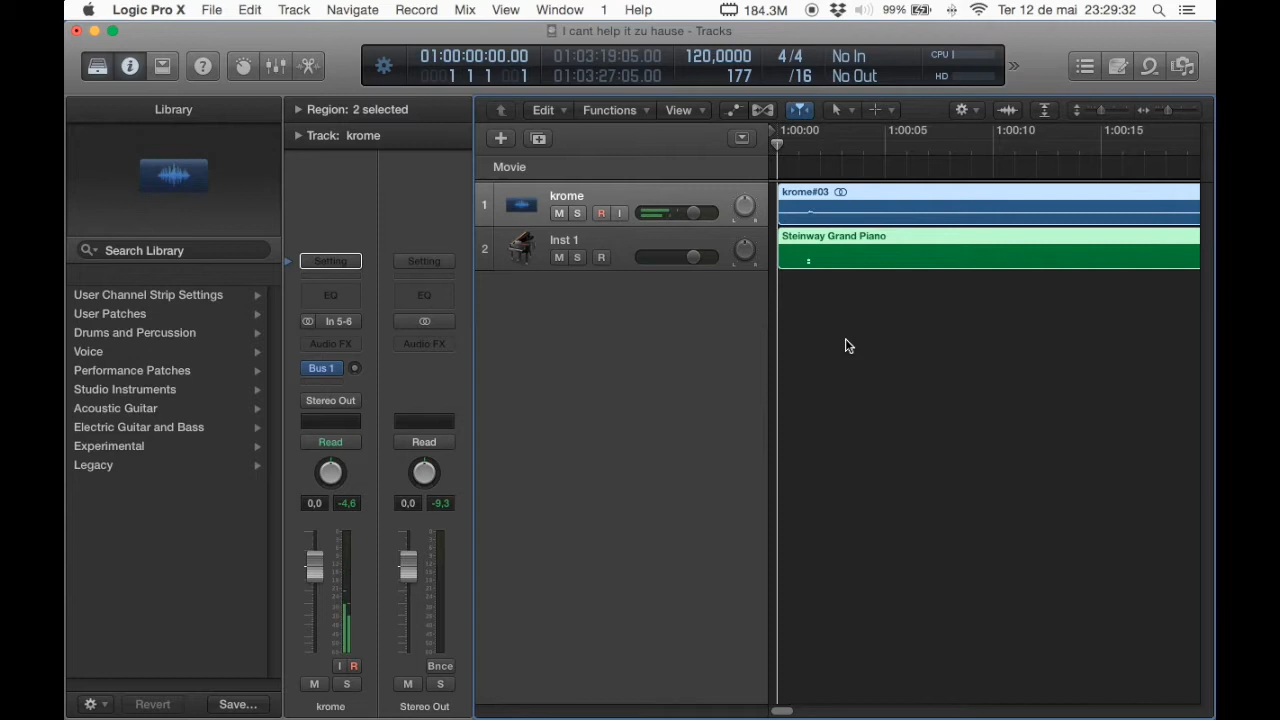 Logic Pro X File Edit Track Navigate Record Mix View Window 1 Help 184.3M 99% Ter 12 de mai 23:29:32
I cant help it zu hause - Tracks
01:00:00:00.00 01:03:19:05.00 120,0000 4/4 No In CPU
1 1 1 1 01:03:27:05.00 177 /16 No Out HD
Library
Search Library
User Channel Strip Settings
User Patches
Drums and Percussion
Voice
Performance Patches
Studio Instruments
Acoustic Guitar
Electric Guitar and Bass
Experimental
Legacy
Revert Save...
Region: 2 selected
Track: krome
Setting Setting
EQ EQ
In 5-6
Audio FX Audio FX
Bus 1
Stereo Out
Read Read
0,0 -4,6 0,0 -9,3
I R Bnce
M S M S
krome Stereo Out
Edit Functions View
1:00:00 1:00:05 1:00:10 1:00:15
Movie
1 krome
M S R I L R
krome#03
2 Inst 1
M S R L R
Steinway Grand Piano